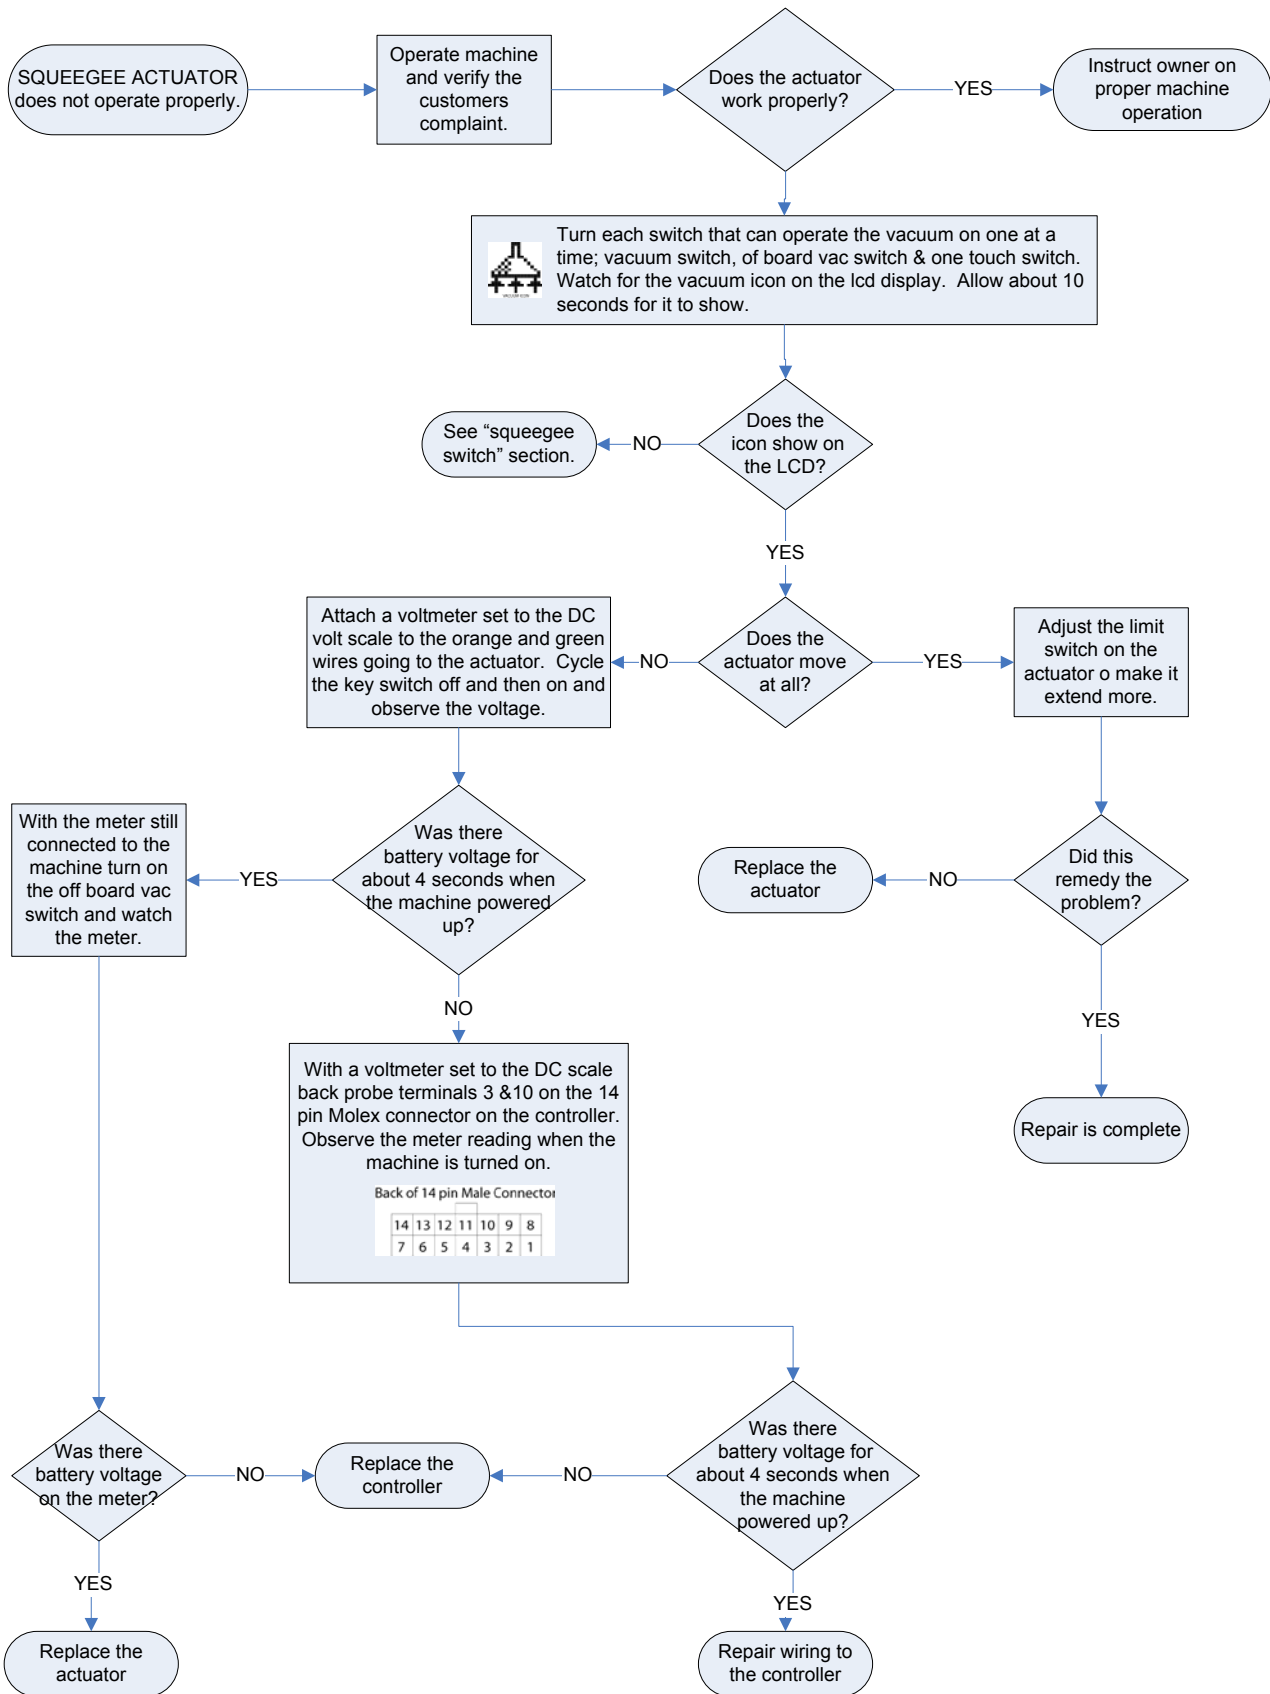 SQUEEGEE ACTUATOR
does not operate properly.
Operate machine
and verify the
customers
complaint.
Does the actuator
work properly?
YES
Instruct owner on
proper machine
operation
Turn each switch that can operate the vacuum on one at a
time; vacuum switch, of board vac switch & one touch switch.
Watch for the vacuum icon on the lcd display.  Allow about 10
seconds for it to show.
VACUUM ICON
Does the
icon show on
the LCD?
NO
See “squeegee
switch” section.
YES
Does the
actuator move
at all?
NO
Attach a voltmeter set to the DC
volt scale to the orange and green
wires going to the actuator.  Cycle
the key switch off and then on and
observe the voltage.
YES
Adjust the limit
switch on the
actuator o make it
extend more.
Was there
battery voltage for
about 4 seconds when
the machine powered
up?
YES
With the meter still
connected to the
machine turn on
the off board vac
switch and watch
the meter.
Did this
remedy the
problem?
NO
Replace the
actuator
YES
Repair is complete
NO
With a voltmeter set to the DC scale
back probe terminals 3 &10 on the 14
pin Molex connector on the controller.
Observe the meter reading when the
machine is turned on.
Back of 14 pin Male Connector
14 13 12 11 10 9 8
7 6 5 4 3 2 1
Was there
battery voltage
on the meter?
NO
Replace the
controller
NO
Was there
battery voltage for
about 4 seconds when
the machine
powered up?
YES
Replace the
actuator
YES
Repair wiring to
the controller